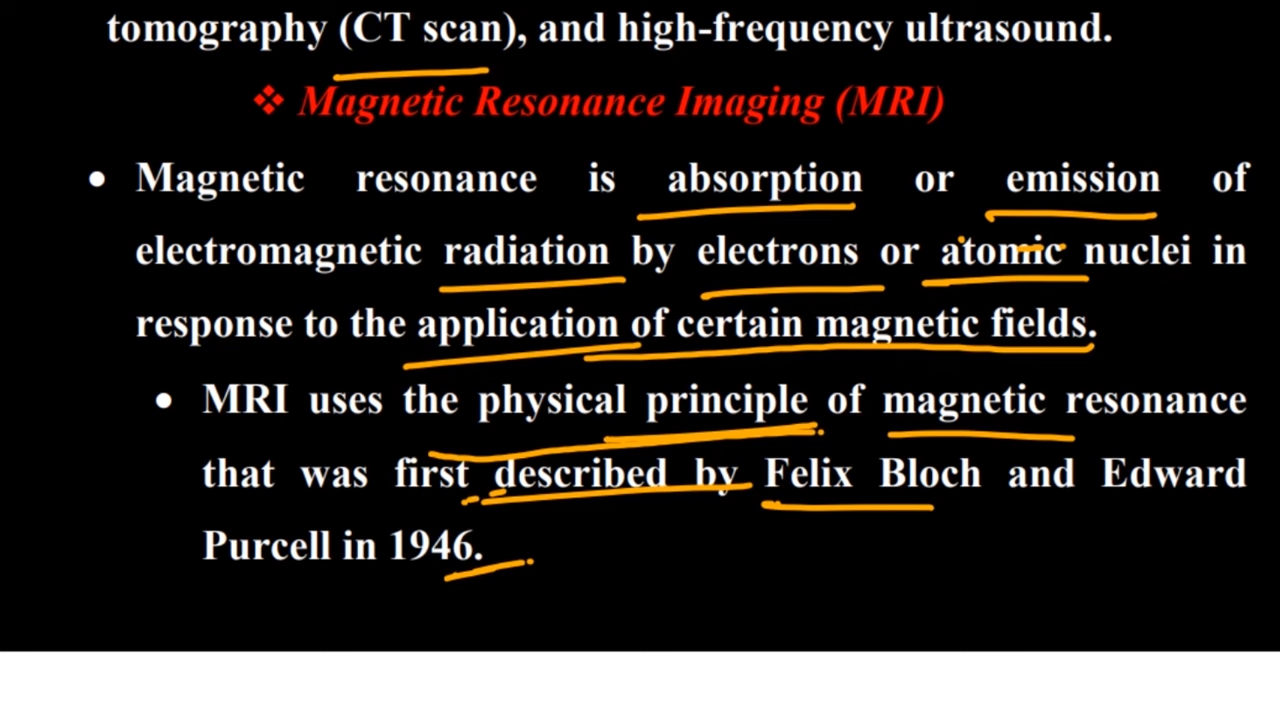 tomography (CT scan), and high-frequency ultrasound.
❖ Magnetic Resonance Imaging (MRI)
• Magnetic resonance is absorption or emission of
electromagnetic radiation by electrons or atomic nuclei in
response to the application of certain magnetic fields.
• MRI uses the physical principle of magnetic resonance
that was first described by Felix Bloch and Edward
Purcell in 1946.